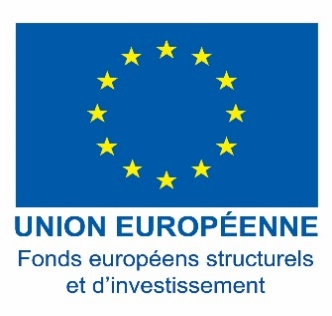 UNION EUROPÉENNE
Fonds européens structurels
et d’investissement